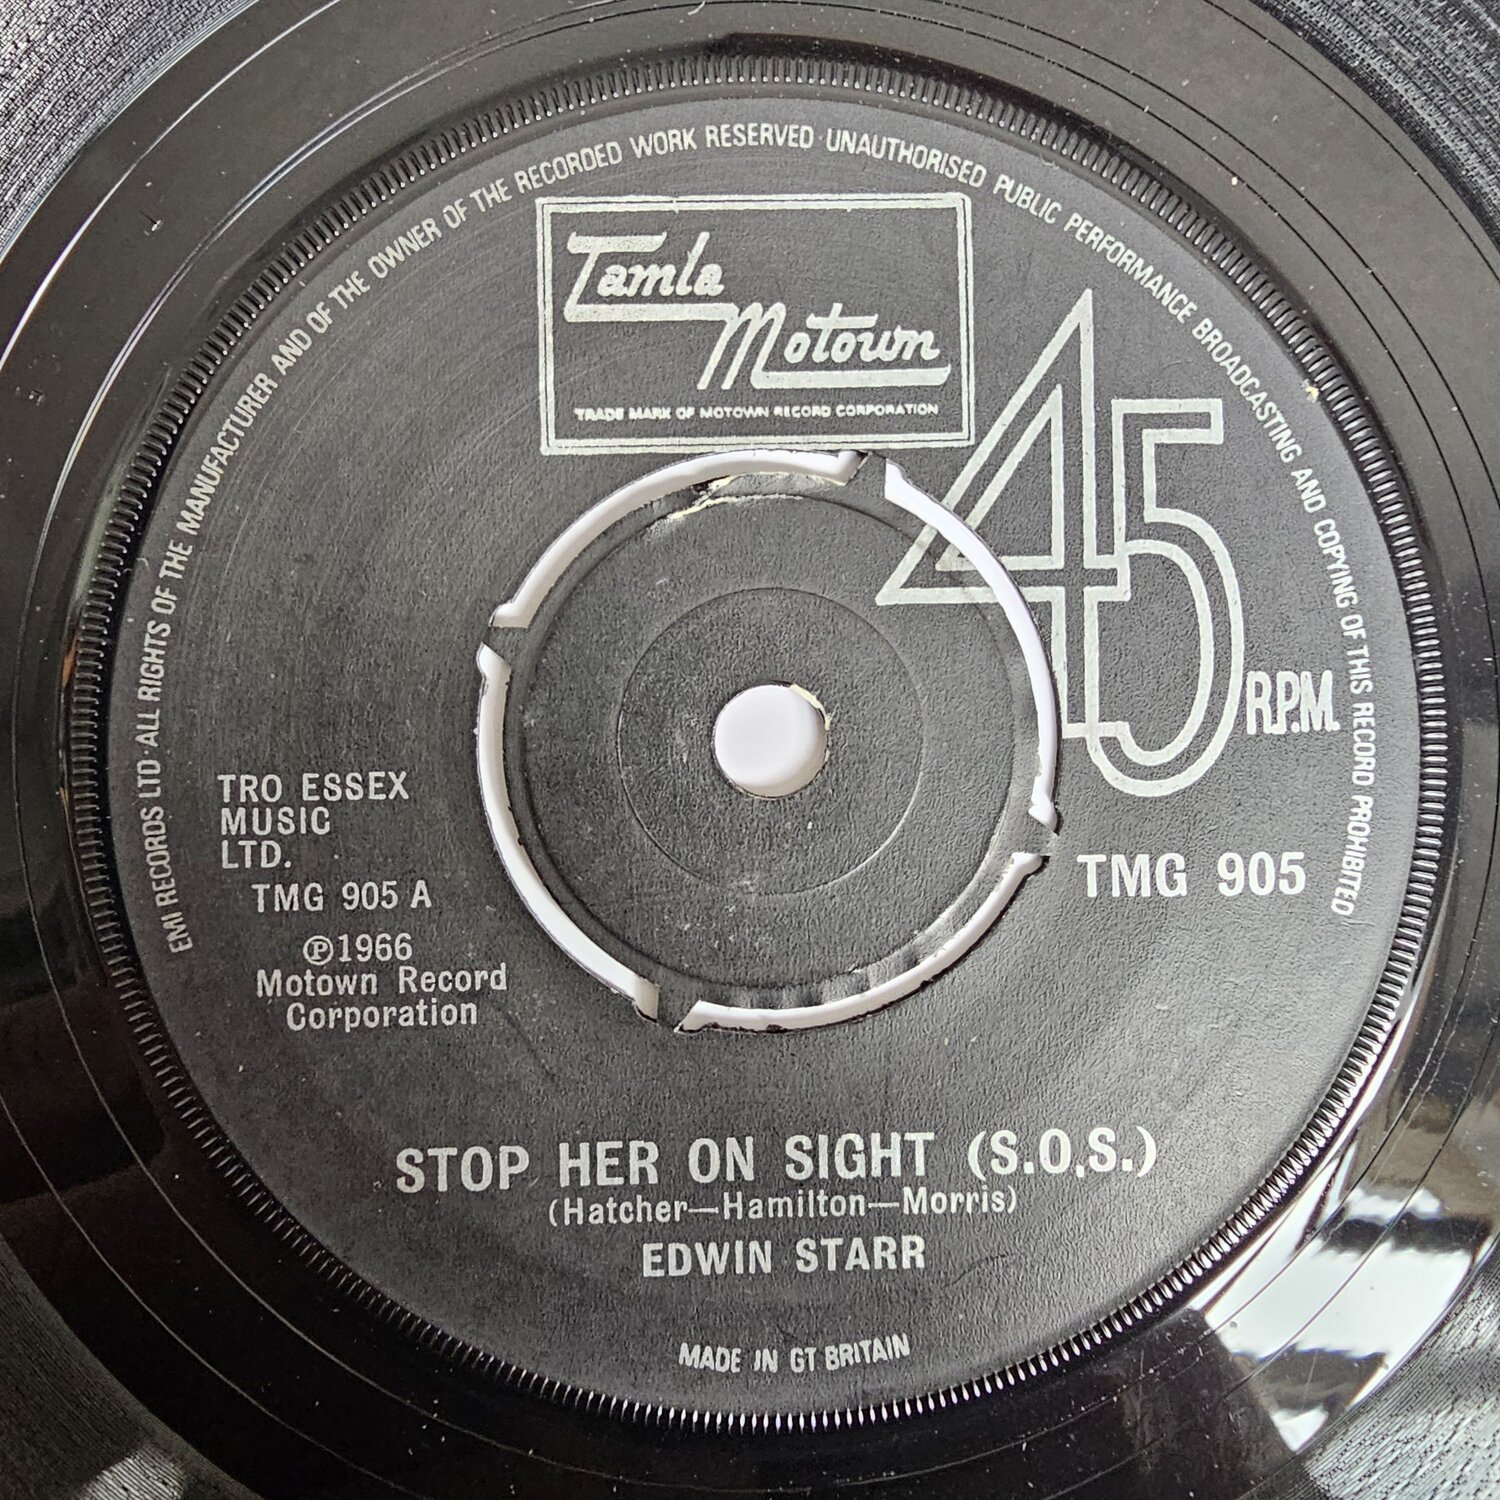 EMI RECORDS LTD·ALL RIGHTS OF THE MANUFACTURER AND OF THE OWNER OF THE RECORDED WORK RESERVED·UNAUTHORISED PUBLIC PERFORMANCE BROADCASTING AND COPYING OF THIS RECORD PROHIBITED
Tamla
Motown
TRADE MARK OF MOTOWN RECORD CORPORATION
45
R.P.M.
TRO ESSEX
MUSIC
LTD.
TMG 905 A
℗1966
Motown Record
Corporation
TMG 905
STOP HER ON SIGHT (S.O.S.)
(Hatcher—Hamilton—Morris)
EDWIN STARR
MADE IN GT BRITAIN